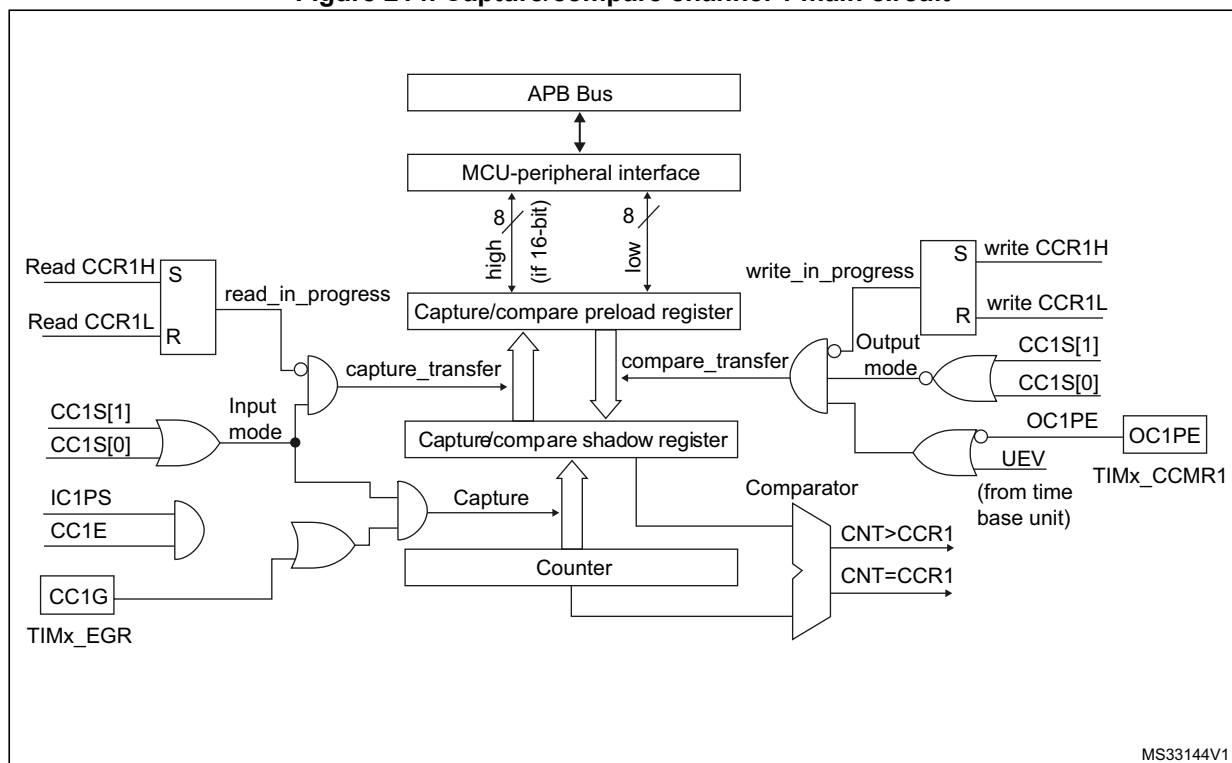 APB Bus
MCU-peripheral interface
8
high
(if 16-bit)
8
low
Read CCR1H
S
read_in_progress
Read CCR1L
R
write_in_progress
S
write CCR1H
R
write CCR1L
Capture/compare preload register
capture_transfer
compare_transfer
Output
mode
CC1S[1]
CC1S[0]
CC1S[1]
CC1S[0]
Input
mode
Capture/compare shadow register
OC1PE
OC1PE
UEV
(from time
base unit)
TIMx_CCMR1
IC1PS
CC1E
Capture
Comparator
CNT>CCR1
CNT=CCR1
Counter
CC1G
TIMx_EGR
MS33144V1